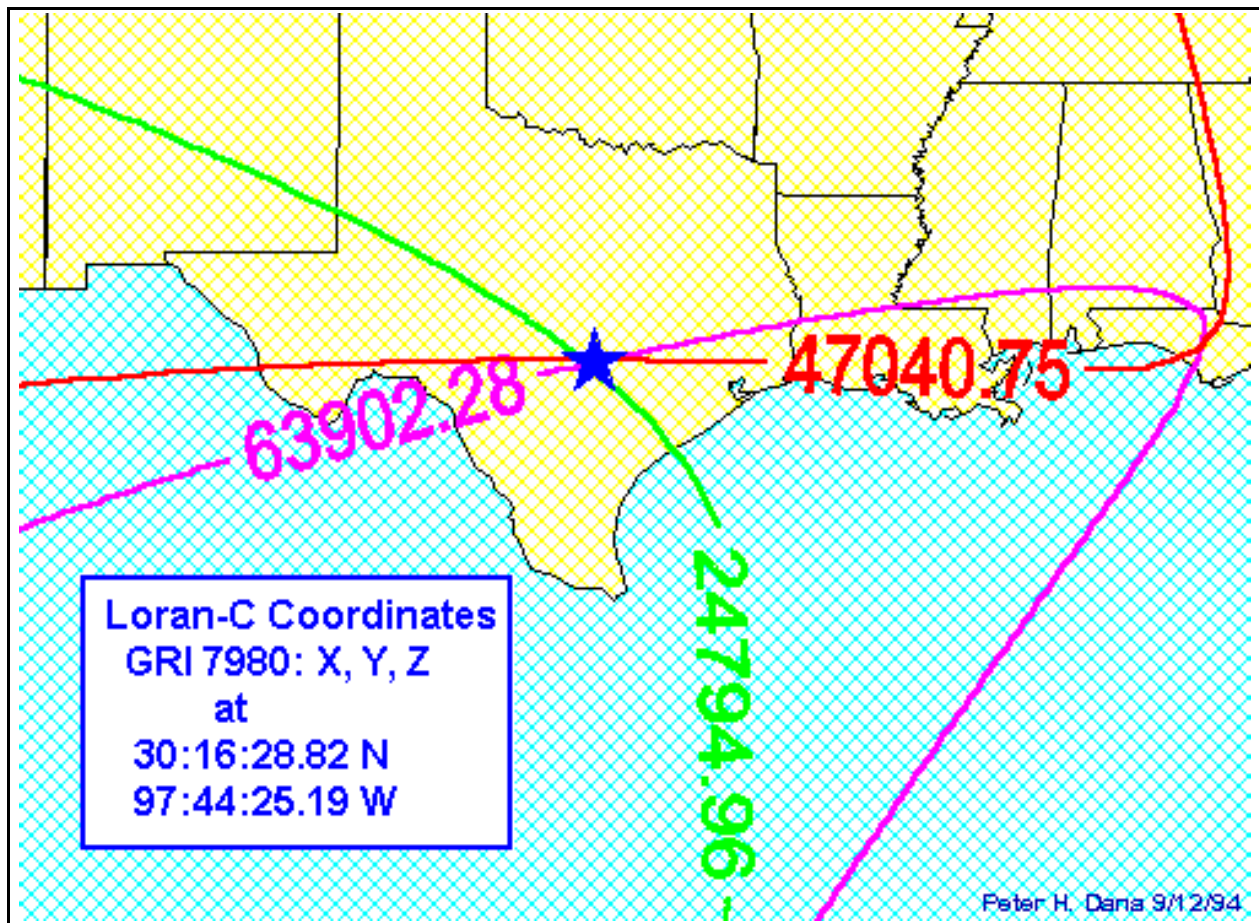 47040.75
63902.28
24794.96
Loran-C Coordinates
GRI 7980: X, Y, Z
at
30:16:28.82 N
97:44:25.19 W
Peter H. Dana 9/12/94